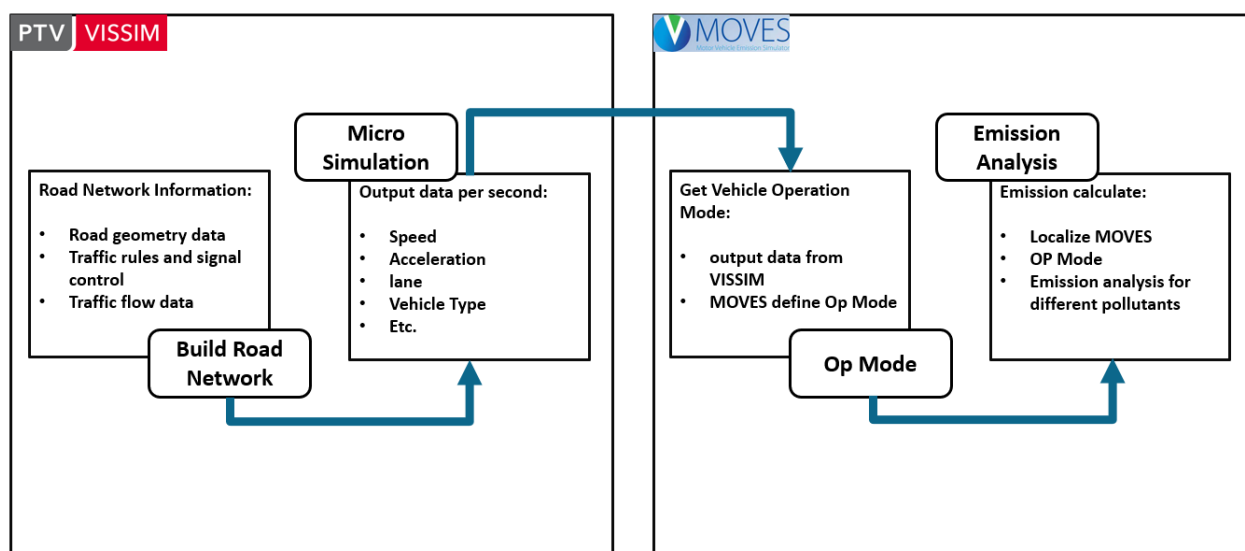 PTV VISSIM
MOVES
Motor Vehicle Emission Simulator
Micro
Simulation
Emission
Analysis
Road Network Information:
• Road geometry data
• Traffic rules and signal
control
• Traffic flow data
Build Road
Network
Output data per second:
• Speed
• Acceleration
• lane
• Vehicle Type
• Etc.
Get Vehicle Operation
Mode:
• output data from
VISSIM
• MOVES define Op Mode
Op Mode
Emission calculate:
• Localize MOVES
• OP Mode
• Emission analysis for
different pollutants